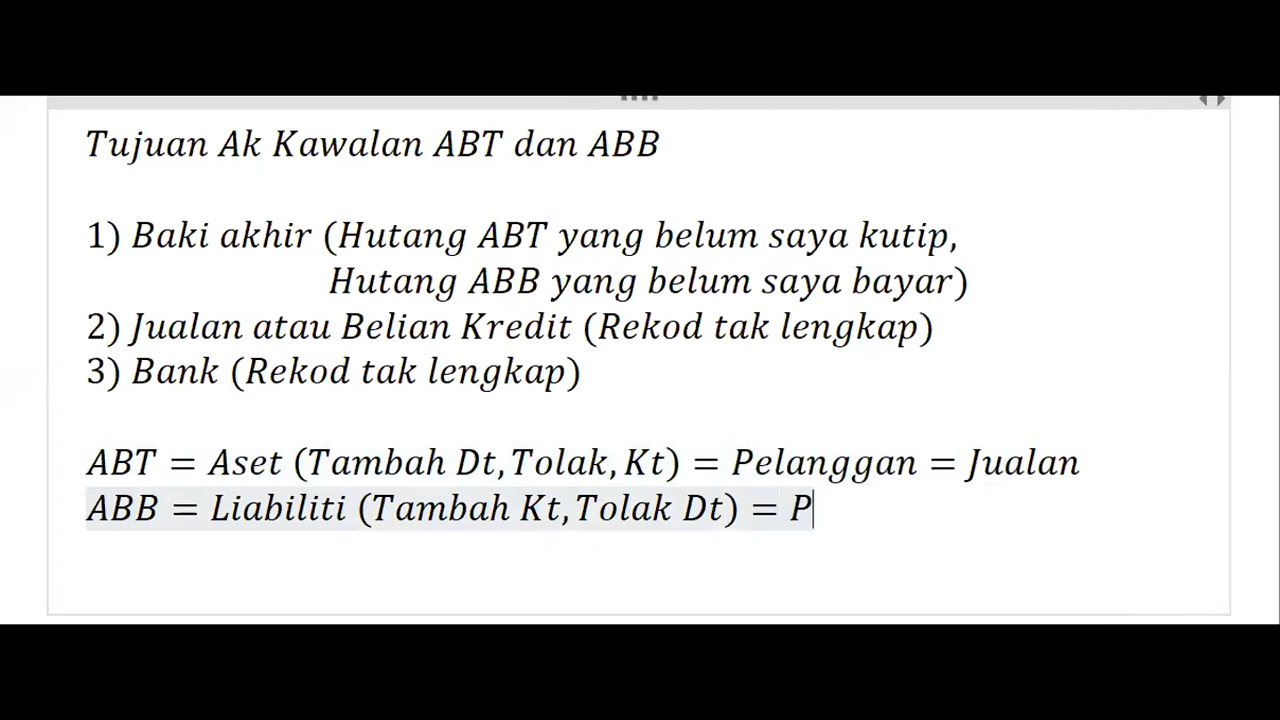 Tujuan Ak Kawalan ABT dan ABB
1) Baki akhir (Hutang ABT yang belum saya kutip,
Hutang ABB yang belum saya bayar)
2) Jualan atau Belian Kredit (Rekod tak lengkap)
3) Bank (Rekod tak lengkap)
ABT = Aset (Tambah Dt, Tolak, Kt) = Pelanggan = Jualan
ABB = Liabiliti (Tambah Kt, Tolak Dt) = P